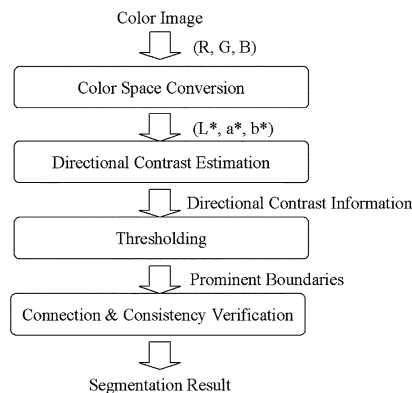 Color Image
(R, G, B)
Color Space Conversion
(L*, a*, b*)
Directional Contrast Estimation
Directional Contrast Information
Thresholding
Prominent Boundaries
Connection & Consistency Verification
Segmentation Result